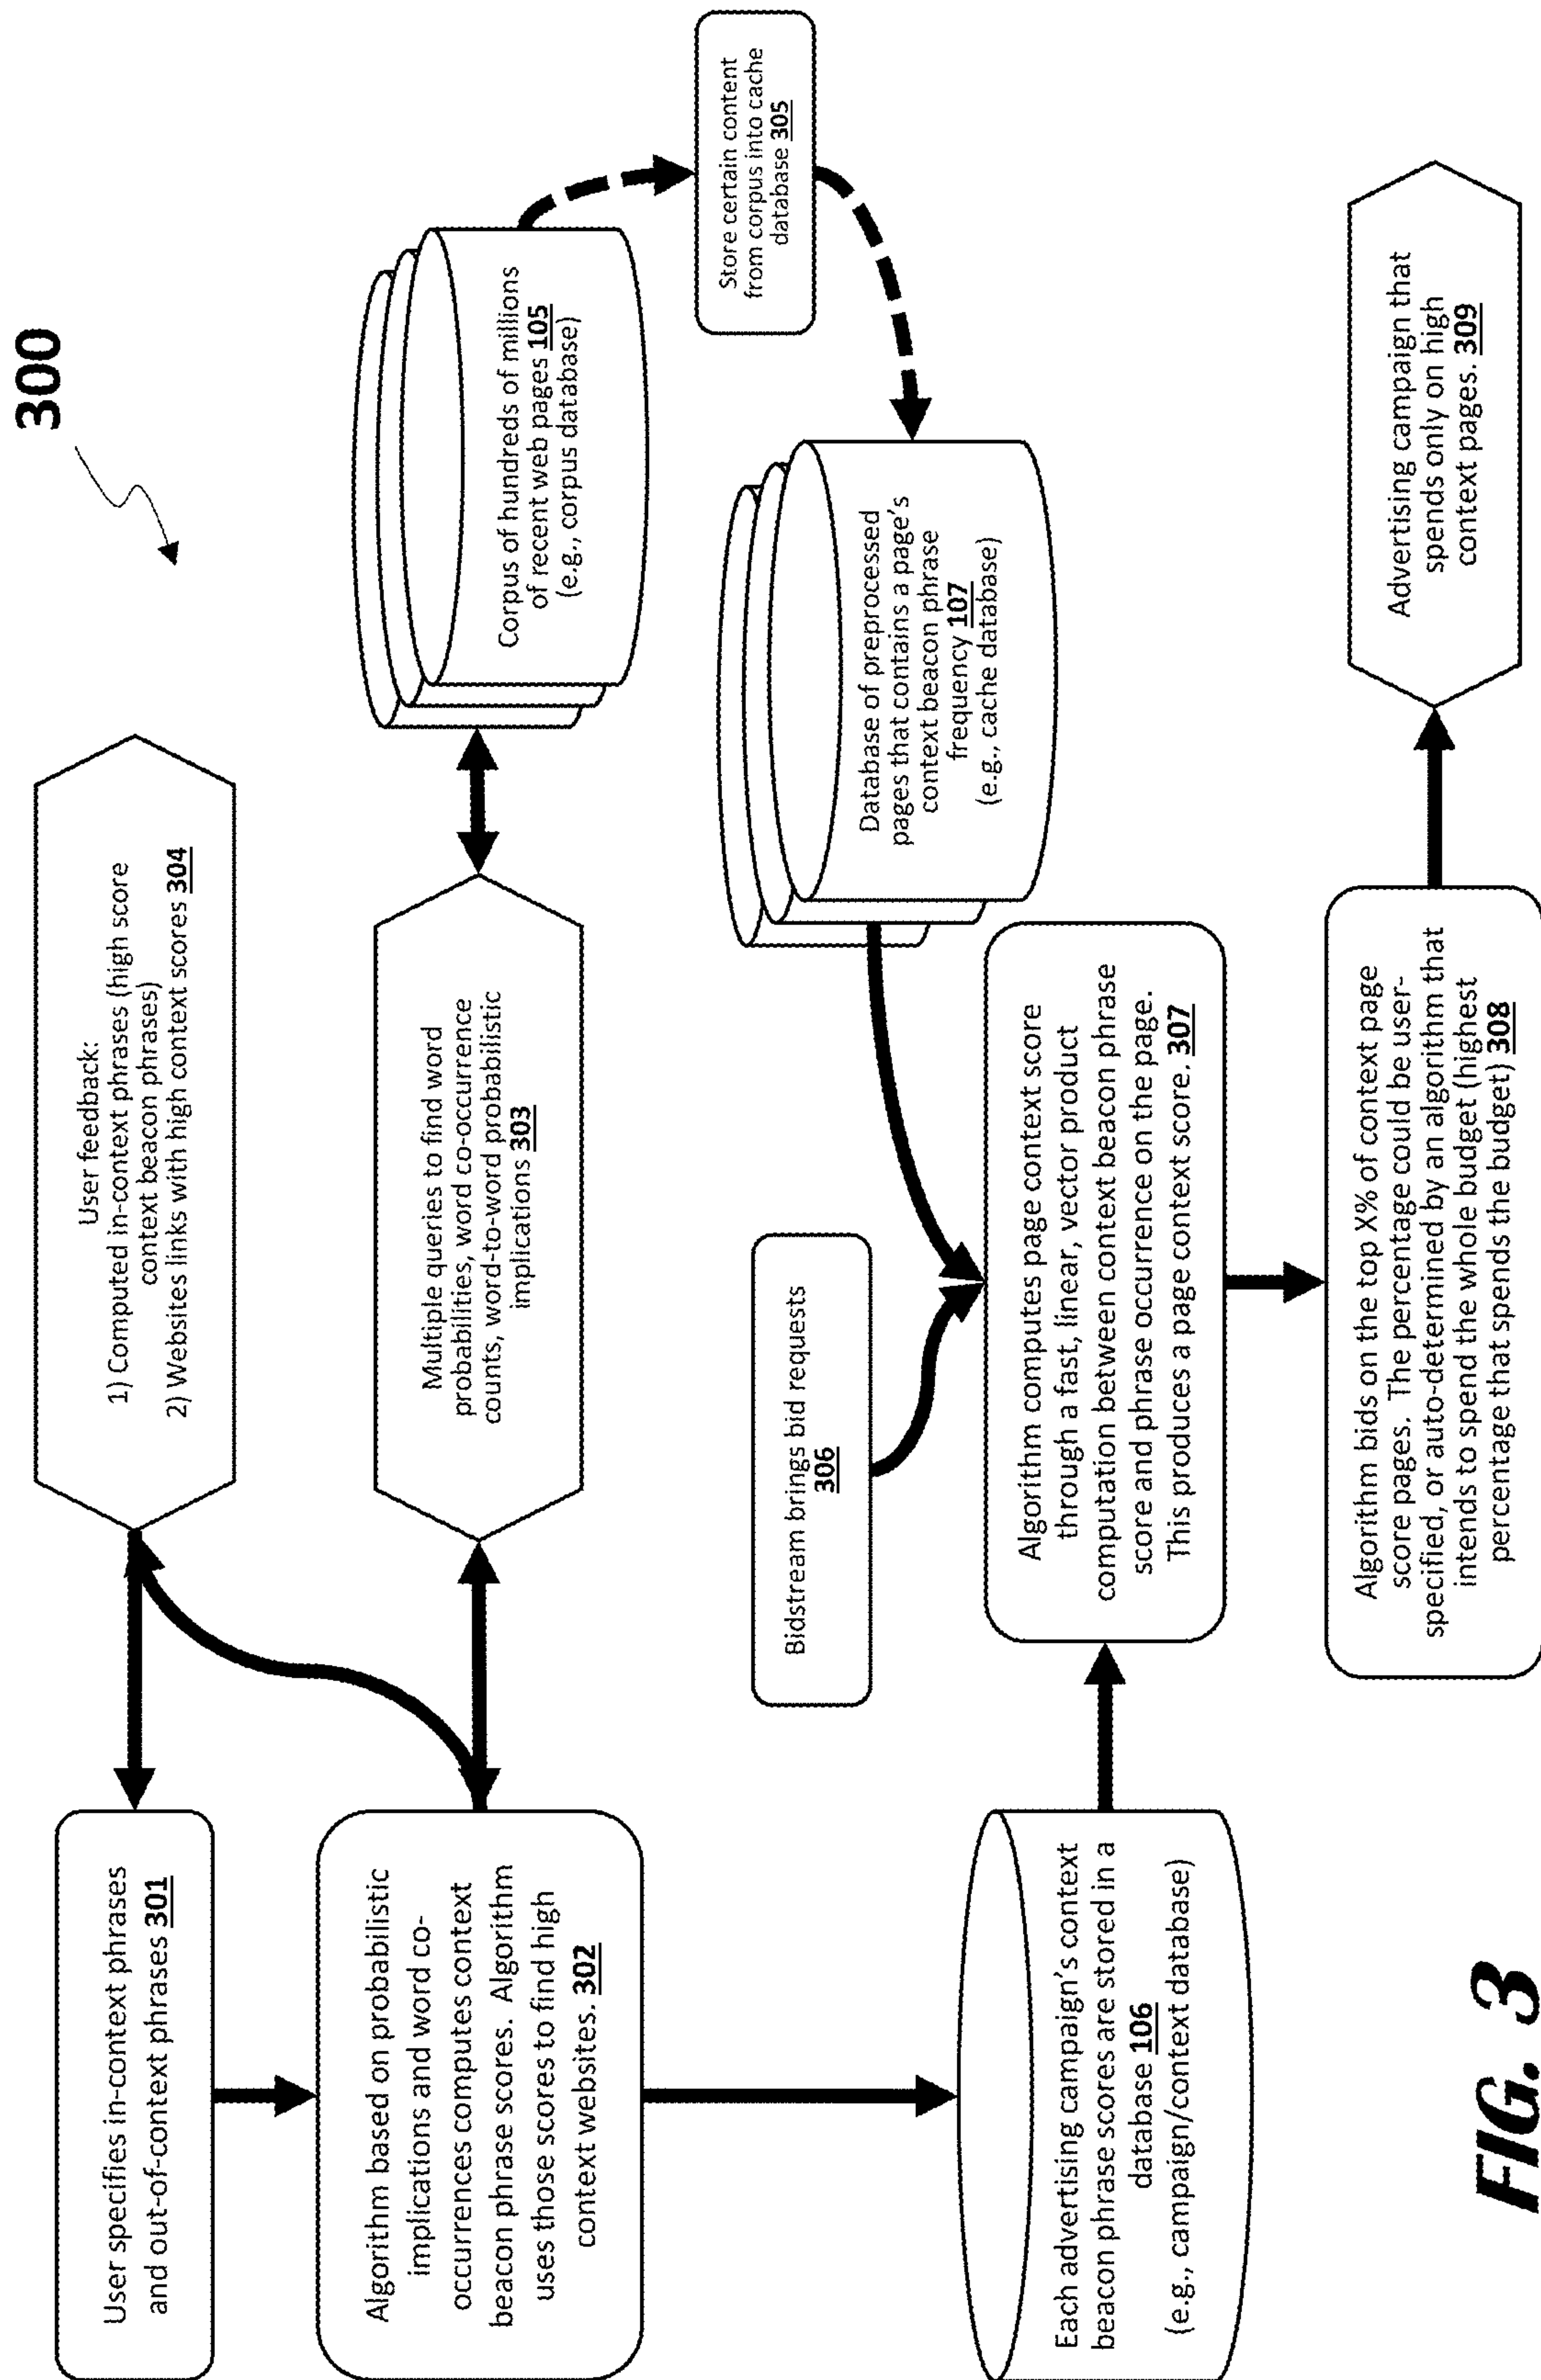 300
User specifies in-context phrases
and out-of-context phrases 301
User feedback:
1) Computed in-context phrases (high score
context beacon phrases)
2) Websites links with high context scores 304
Algorithm based on probabilistic
implications and word co-
occurrences computes context
beacon phrase scores. Algorithm
uses those scores to find high
context websites. 302
Multiple queries to find word
probabilities, word co-occurrence
counts, word-to-word probabilistic
implications 303
Corpus of hundreds of millions
of recent web pages 105
(e.g., corpus database)
Store certain content
from corpus into cache
database 305
Database of preprocessed
pages that contains a page's
context beacon phrase
frequency 107
(e.g., cache database)
Bidstream brings bid requests
306
Each advertising campaign's context
beacon phrase scores are stored in a
database 106
(e.g., campaign/context database)
Algorithm computes page context score
through a fast, linear, vector product
computation between context beacon phrase
score and phrase occurrence on the page.
This produces a page context score. 307
Algorithm bids on the top X% of context page
score pages. The percentage could be user-
specified, or auto-determined by an algorithm that
intends to spend the whole budget (highest
percentage that spends the budget) 308
Advertising campaign that
spends only on high
context pages. 309
FIG. 3